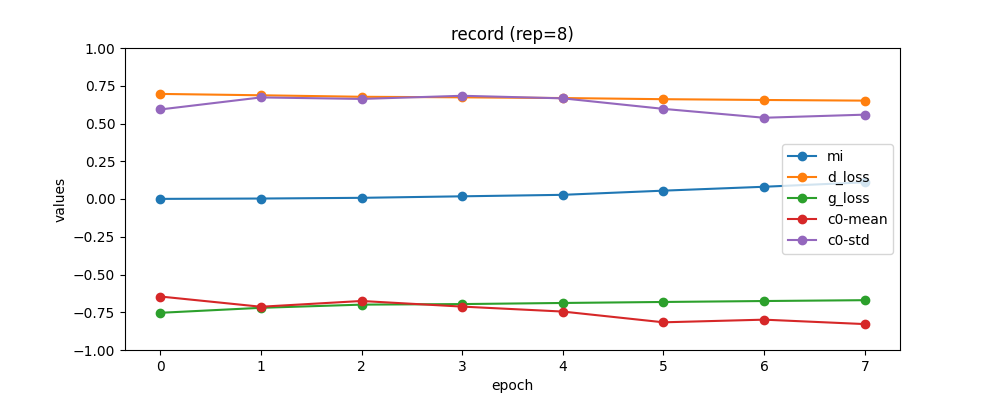 record (rep=8)
1.00
0.75
0.50
0.25
0.00
−0.25
−0.50
−0.75
−1.00
values
mi
d_loss
g_loss
c0-mean
c0-std
0 1 2 3 4 5 6 7
epoch